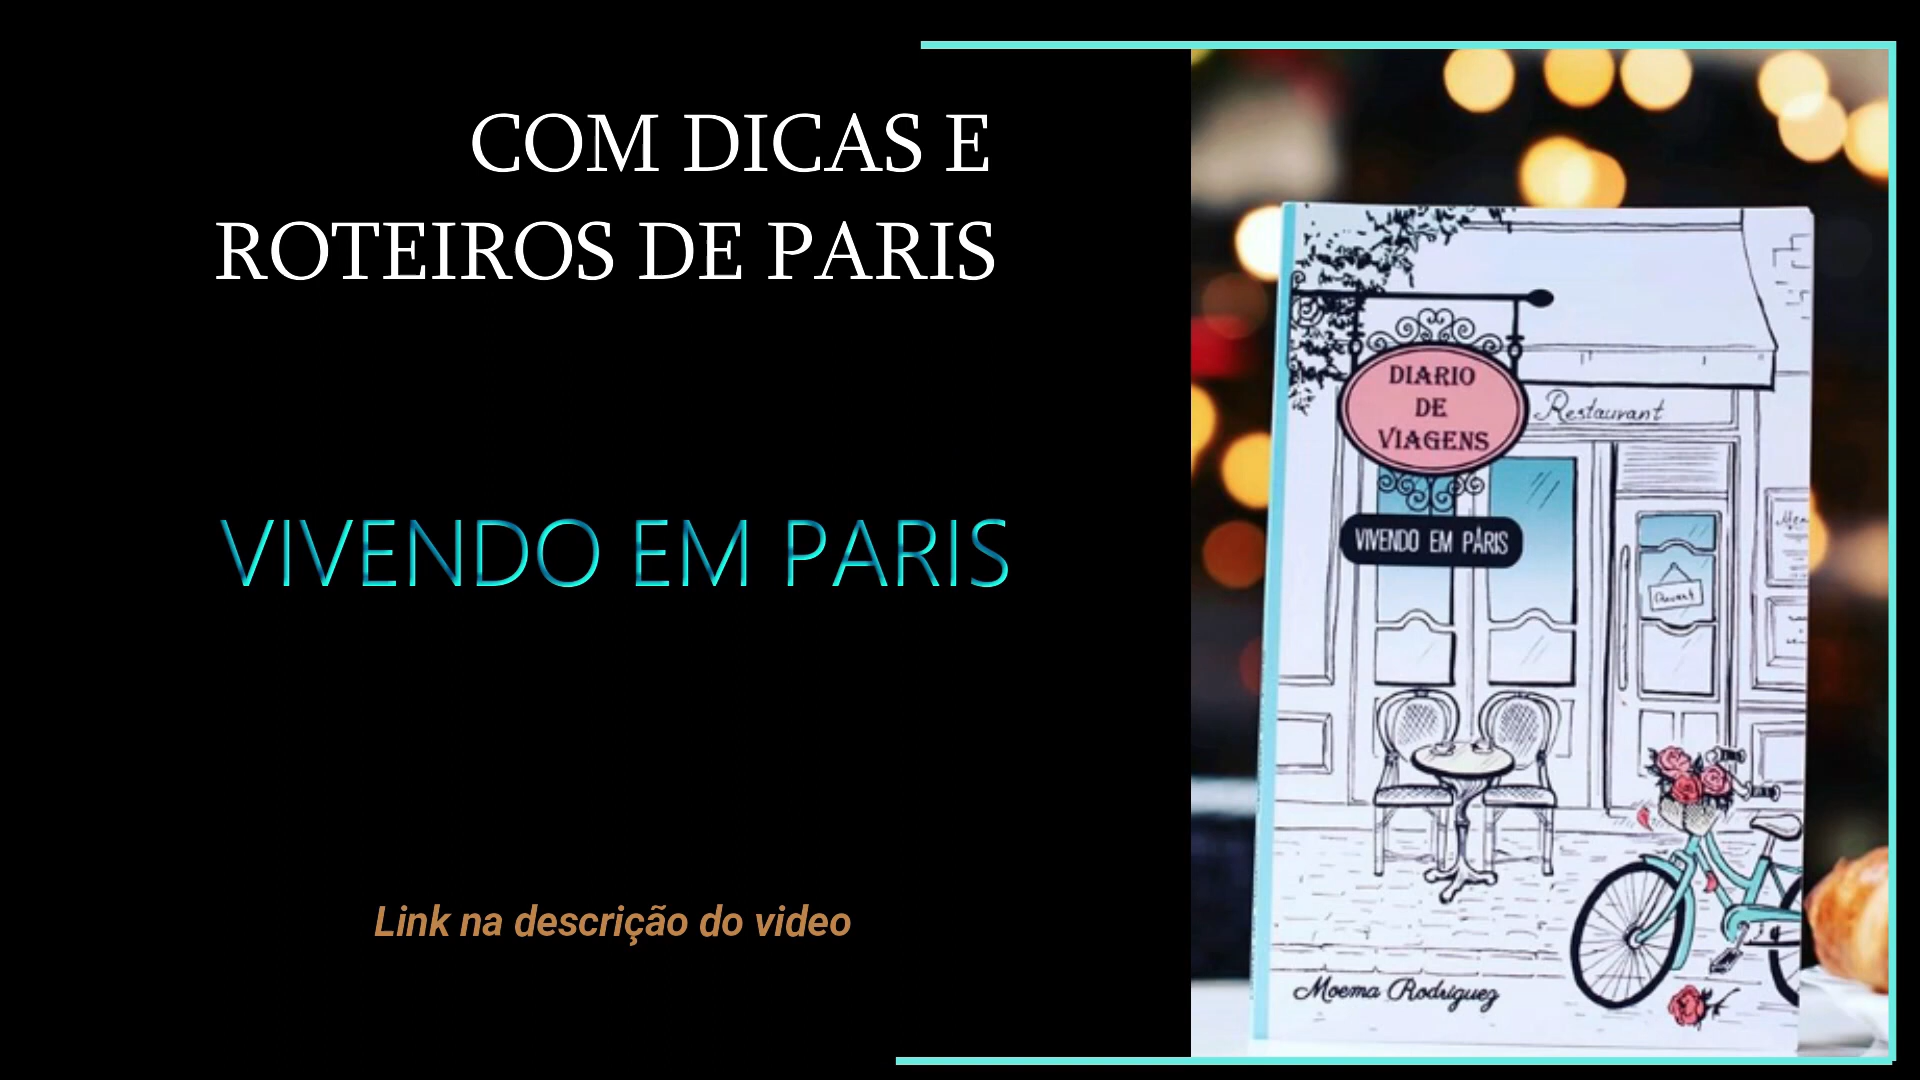 COM DICAS E
ROTEIROS DE PARIS
VIVENDO EM PARIS
Link na descrição do video
DIARIO
DE
VIAGENS
Restaurant
VIVENDO EM PARIS
Moema Rodriguez